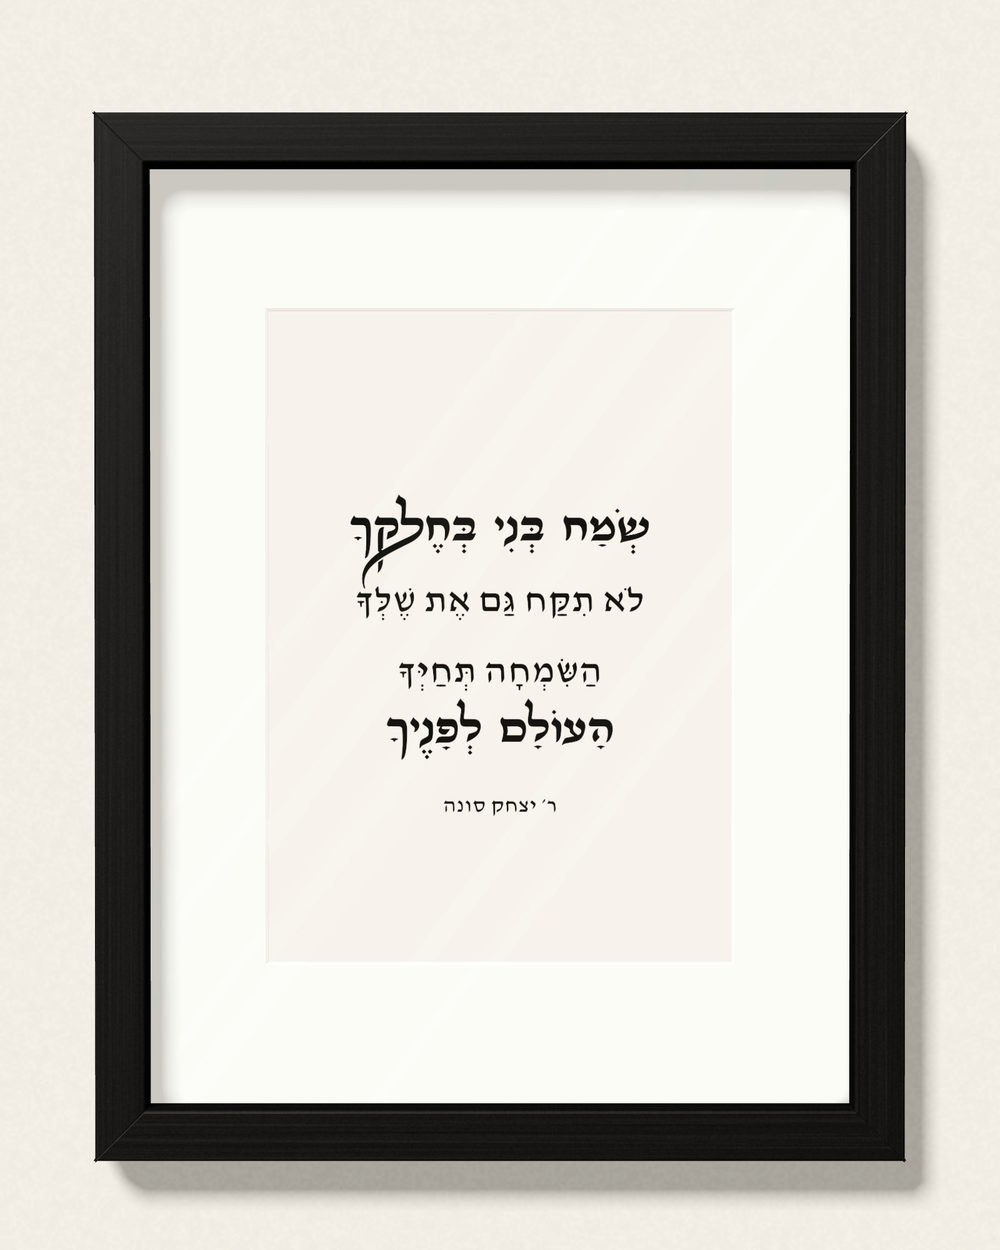 שְׂמַח בְּנִי בְּחֶלְקְךָ
לֹא תִקַּח גַּם אֶת שֶׁלְּךָ
הַשִּׂמְחָה תְּחַיְּךָ
הָעוֹלָם לְפָנֶיךָ
ר׳ יצחק סונה